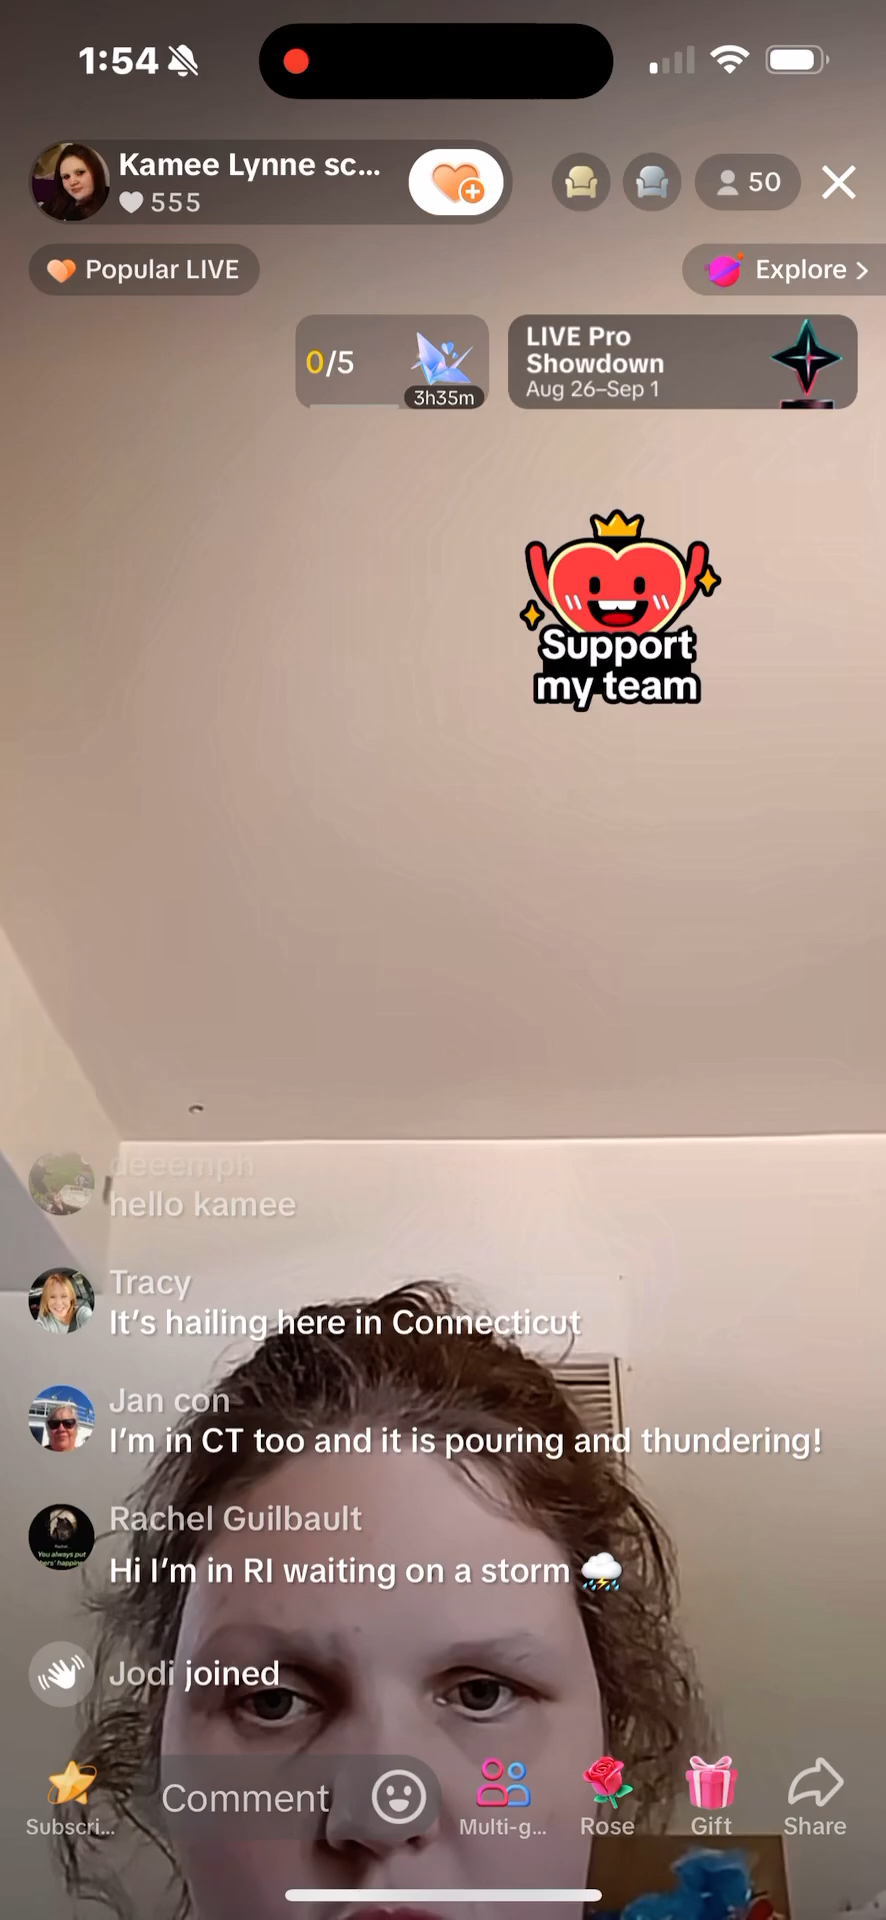 1:54
Kamee Lynne sc...
555
50
Popular LIVE
Explore >
0/5
3h35m
LIVE Pro
Showdown
Aug 26–Sep 1
Support
my team
deeemph
hello kamee
Tracy
It's hailing here in Connecticut
Jan con
I'm in CT too and it is pouring and thundering!
Rachel Guilbault
Hi I'm in RI waiting on a storm ⛈️
Jodi joined
Subscri...
Comment
Multi-g...
Rose
Gift
Share